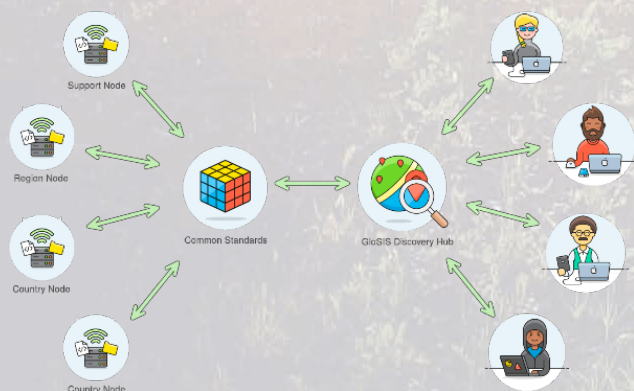 Support Node
Region Node
Common Standards
GloSIS Discovery Hub
Country Node
Country Node